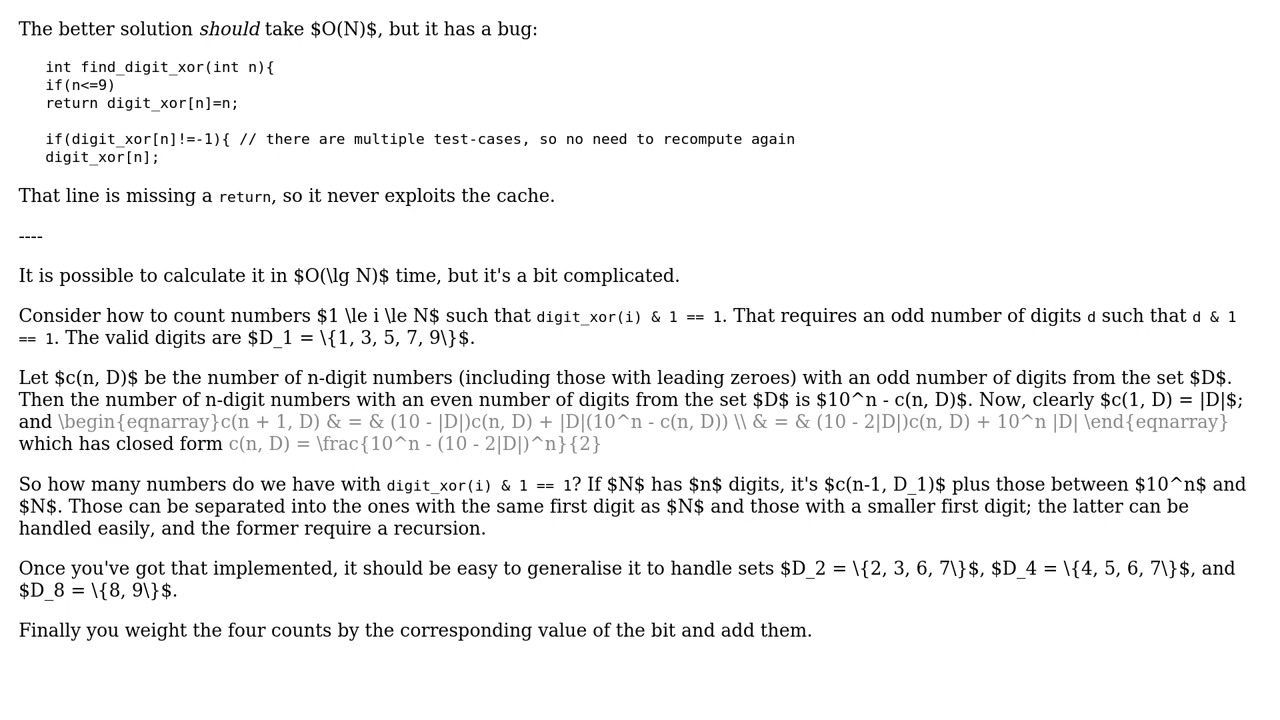 The better solution should take $O(N)$, but it has a bug:
int find_digit_xor(int n){
if(n<=9)
return digit_xor[n]=n;
if(digit_xor[n]!=-1){ // there are multiple test-cases, so no need to recompute again
digit_xor[n];
That line is missing a return, so it never exploits the cache.
----
It is possible to calculate it in $O(\lg N)$ time, but it's a bit complicated.
Consider how to count numbers $1 \le i \le N$ such that digit_xor(i) & 1 == 1. That requires an odd number of digits d such that d & 1
== 1. The valid digits are $D_1 = \{1, 3, 5, 7, 9\}$.
Let $c(n, D)$ be the number of n-digit numbers (including those with leading zeroes) with an odd number of digits from the set $D$.
Then the number of n-digit numbers with an even number of digits from the set $D$ is $10^n - c(n, D)$. Now, clearly $c(1, D) = |D|$;
and \begin{eqnarray}c(n + 1, D) & = & (10 - |D|)c(n, D) + |D|(10^n - c(n, D)) \\ & = & (10 - 2|D|)c(n, D) + 10^n |D| \end{eqnarray}
which has closed form c(n, D) = \frac{10^n - (10 - 2|D|)^n}{2}
So how many numbers do we have with digit_xor(i) & 1 == 1? If $N$ has $n$ digits, it's $c(n-1, D_1)$ plus those between $10^n$ and
$N$. Those can be separated into the ones with the same first digit as $N$ and those with a smaller first digit; the latter can be
handled easily, and the former require a recursion.
Once you've got that implemented, it should be easy to generalise it to handle sets $D_2 = \{2, 3, 6, 7\}$, $D_4 = \{4, 5, 6, 7\}$, and
$D_8 = \{8, 9\}$.
Finally you weight the four counts by the corresponding value of the bit and add them.